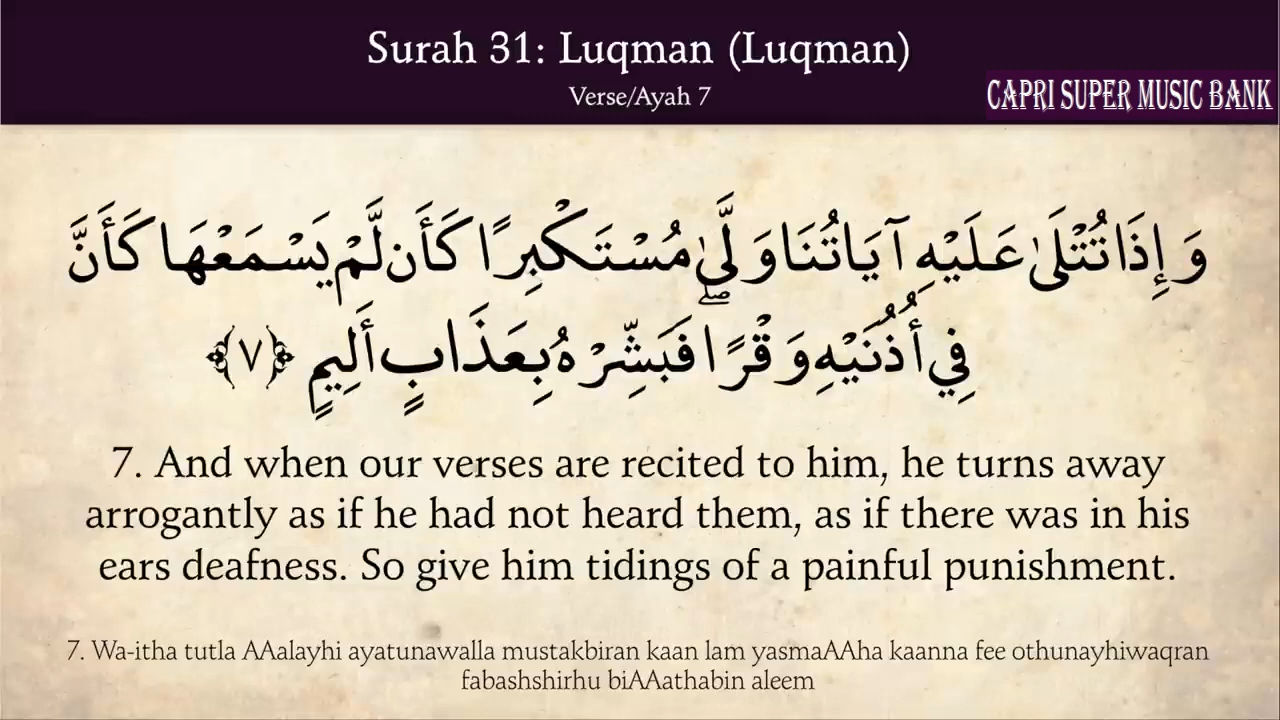 Surah 31: Luqman (Luqman)
Verse/Ayah 7
CAPRI SUPER MUSIC BANK
وَإِذَا تُتْلَىٰ عَلَيْهِ آيَاتُنَا وَلَّىٰ مُسْتَكْبِرًا كَأَن لَّمْ يَسْمَعْهَا كَأَنَّ
فِي أُذُنَيْهِ وَقْرًا ۖ فَبَشِّرْهُ بِعَذَابٍ أَلِيمٍ ﴿٧﴾
7. And when our verses are recited to him, he turns away
arrogantly as if he had not heard them, as if there was in his
ears deafness. So give him tidings of a painful punishment.
7. Wa-itha tutla AAalayhi ayatunawalla mustakbiran kaan lam yasmaAAha kaanna fee othunayhiwaqran
fabashshirhu biAAathabin aleem